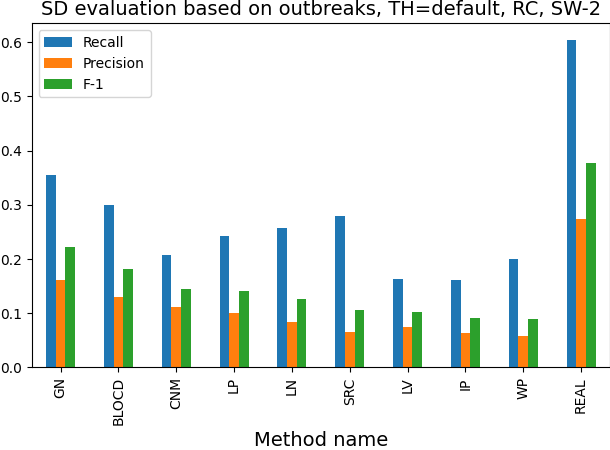 SD evaluation based on outbreaks, TH=default, RC, SW-2
Recall
Precision
F-1
0.6
0.5
0.4
0.3
0.2
0.1
0.0
GN
BLOCD
CNM
LP
LN
SRC
LV
IP
WP
REAL
Method name